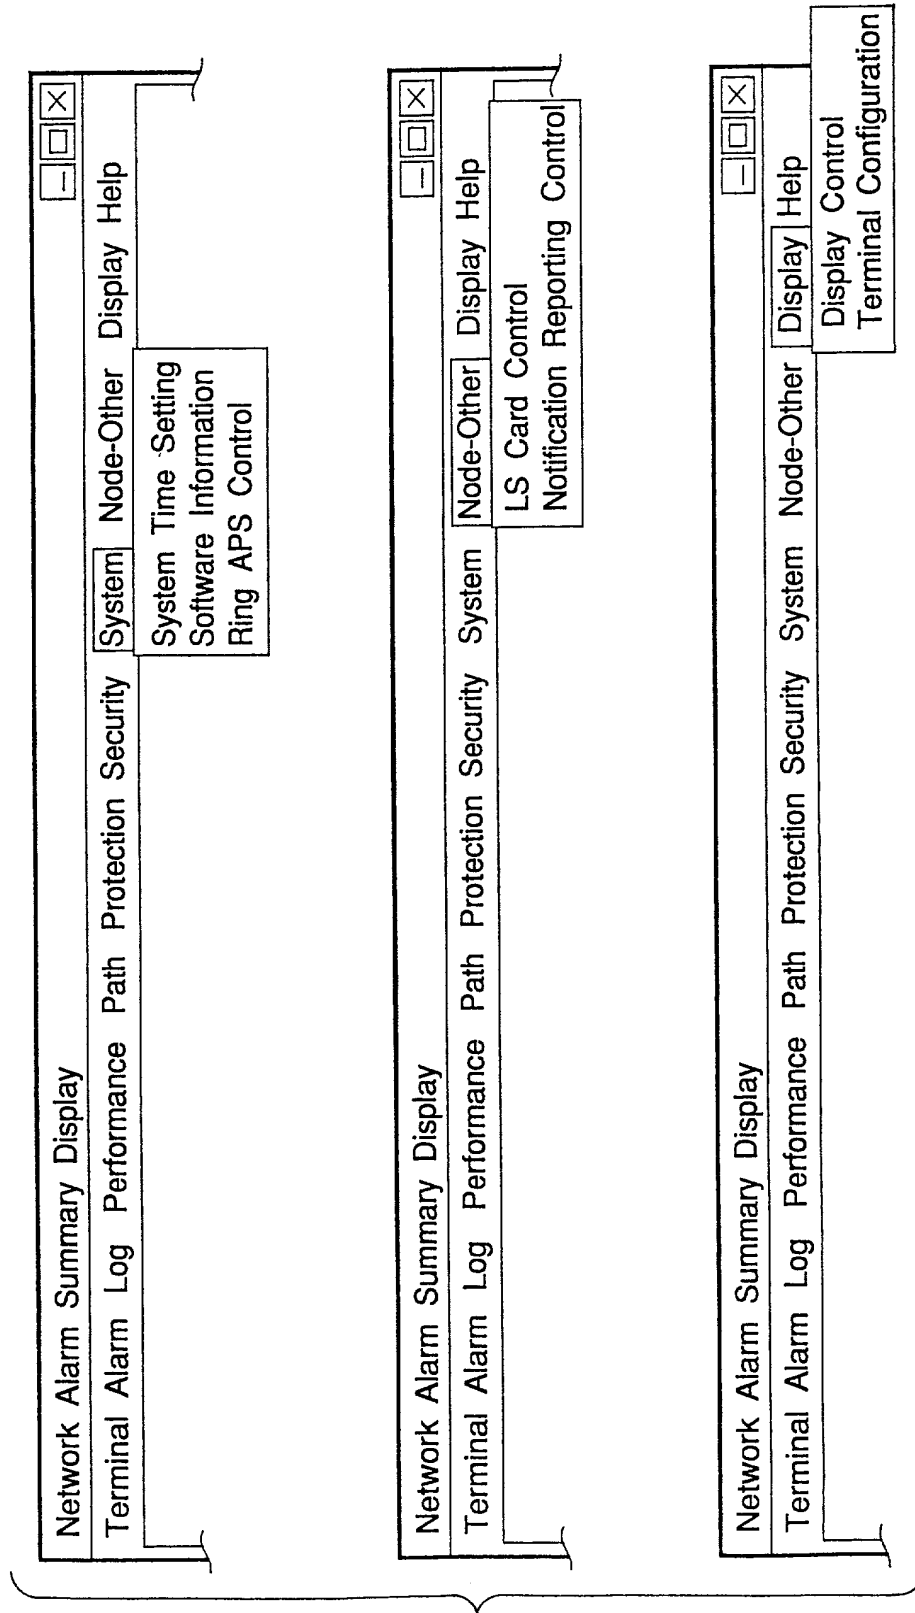 Network Alarm Summary Display
Terminal Alarm Log Performance Path Protection Security System Node-Other Display Help
System Time Setting
Software Information
Ring APS Control
Network Alarm Summary Display
Terminal Alarm Log Performance Path Protection Security System Node-Other Display Help
LS Card Control
Notification Reporting Control
Network Alarm Summary Display
Terminal Alarm Log Performance Path Protection Security System Node-Other Display Help
Display Control
Terminal Configuration